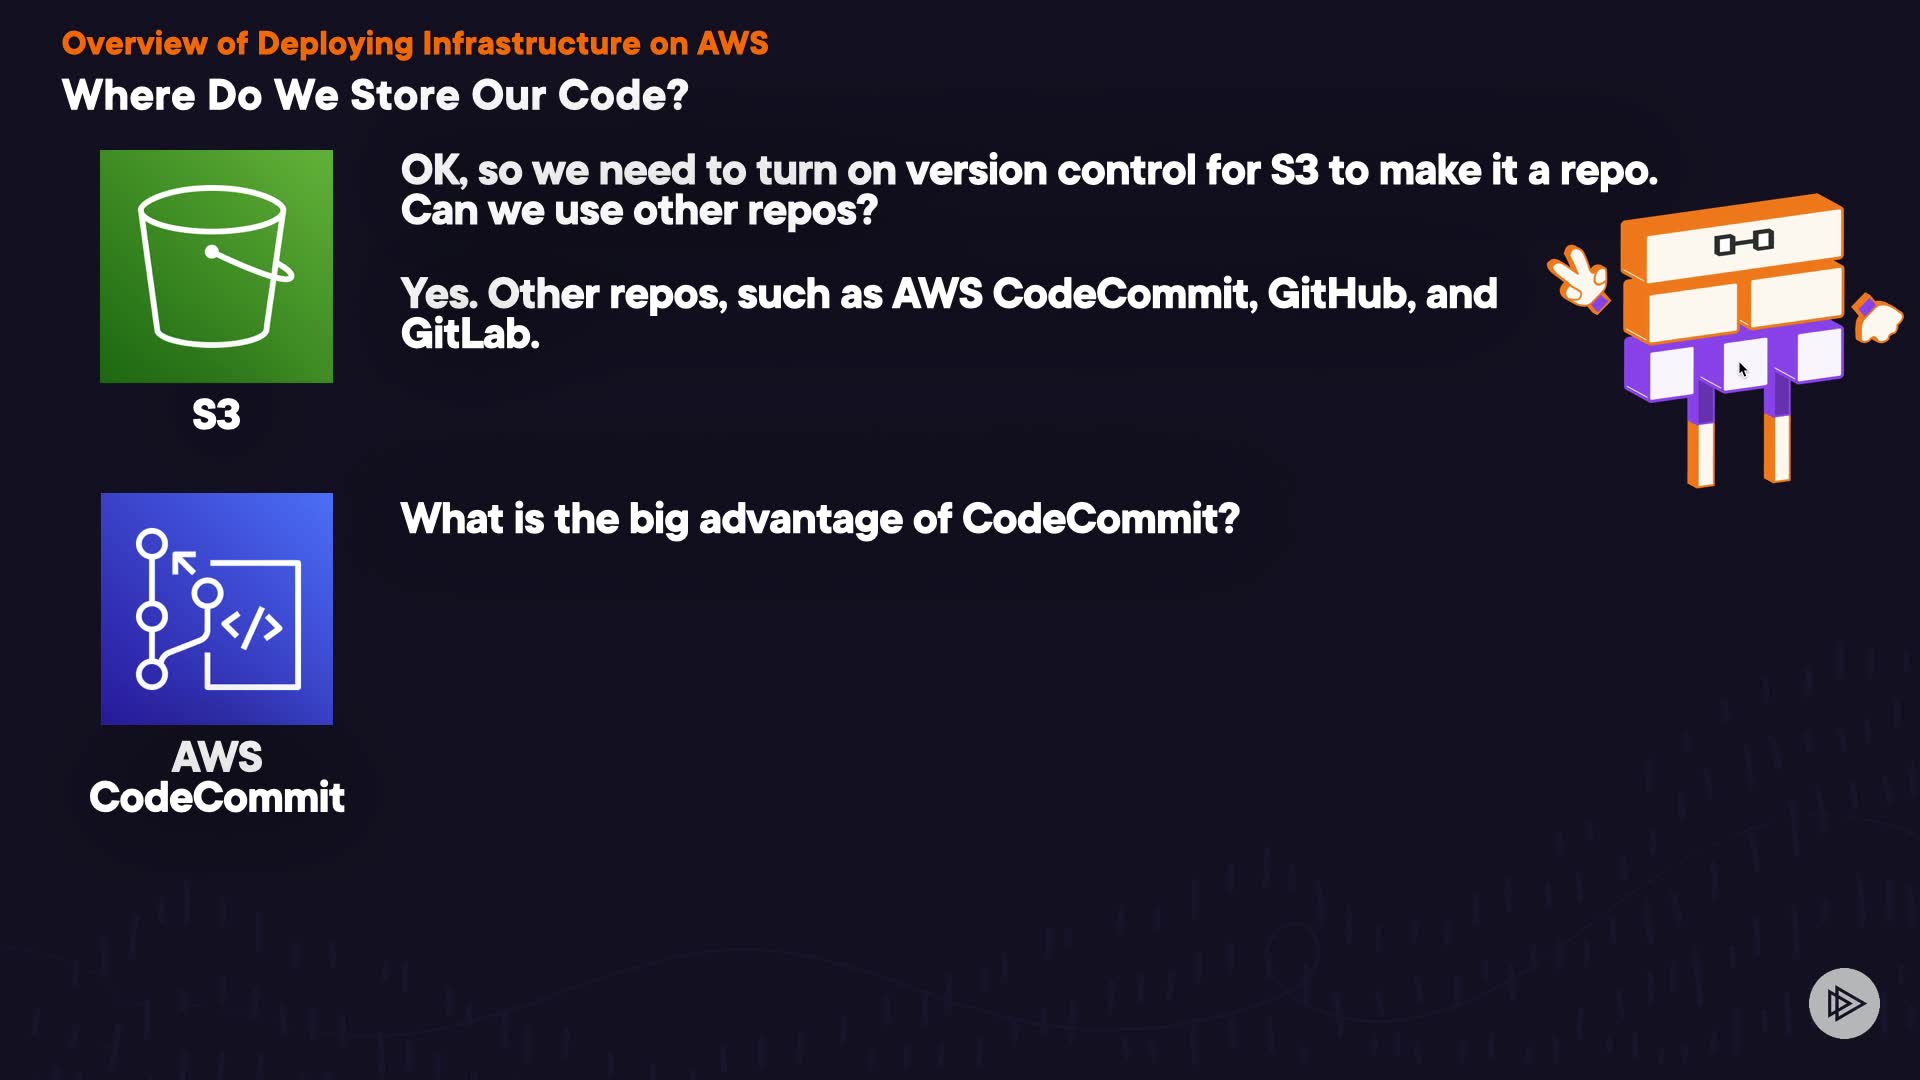 Overview of Deploying Infrastructure on AWS
Where Do We Store Our Code?
OK, so we need to turn on version control for S3 to make it a repo.
Can we use other repos?
Yes. Other repos, such as AWS CodeCommit, GitHub, and
GitLab.
S3
What is the big advantage of CodeCommit?
AWS
CodeCommit